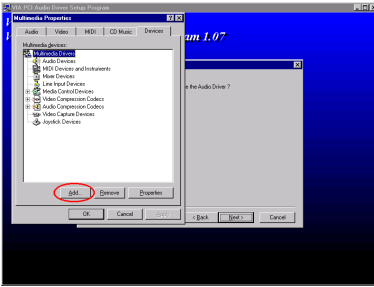 VIA PCI Audio Driver Setup Program
Multimedia Properties
Audio Video MIDI CD Music Devices
am 1.07
Multimedia devices:
Multimedia Drivers
Audio Devices
MIDI Devices and Instruments
Mixer Devices
Line Input Devices
Media Control Devices
Video Compression Codecs
Audio Compression Codecs
Video Capture Devices
Joystick Devices
e the Audio Driver ?
Add... Remove Properties
OK Cancel Apply
< Back Next > Cancel